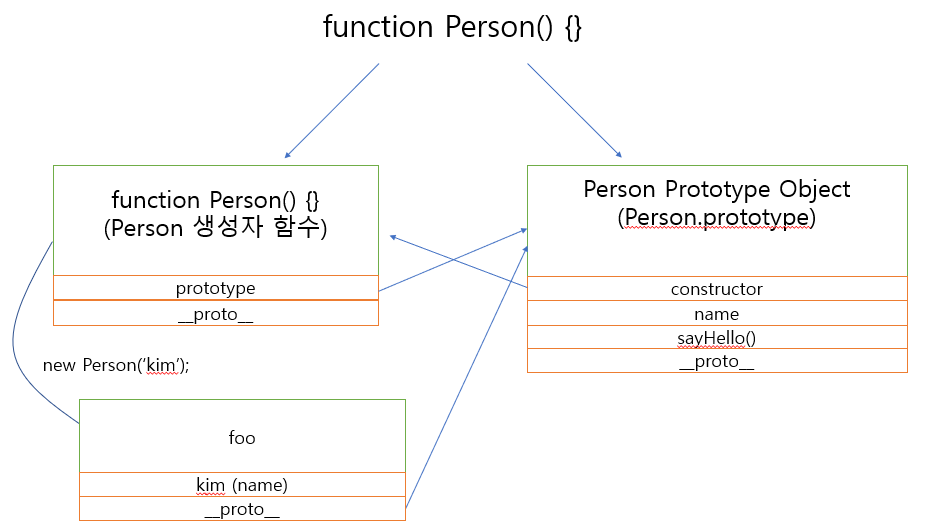 function Person() {}
function Person() {}
(Person 생성자 함수)
prototype
__proto__
Person Prototype Object
(Person.prototype)
constructor
name
sayHello()
__proto__
new Person(‘kim’);
foo
kim (name)
__proto__